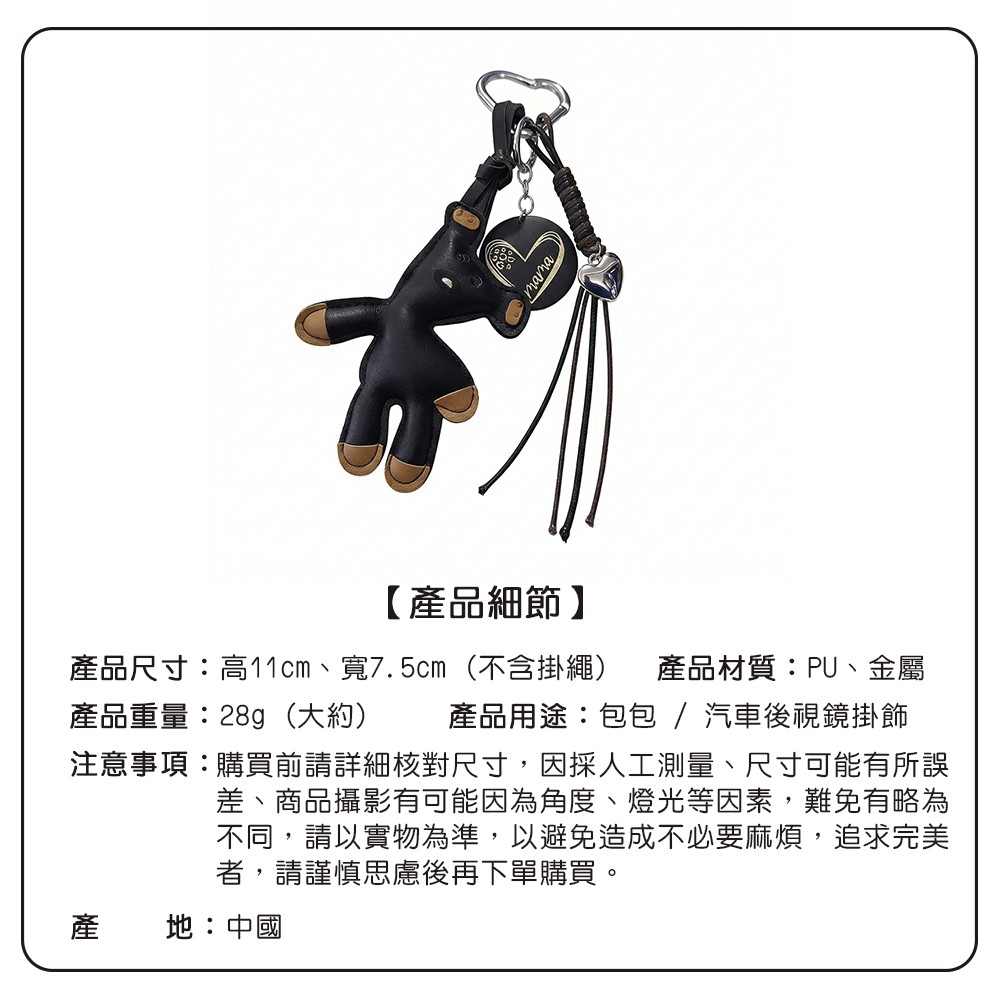 mama
【產品細節】
產品尺寸：高11cm、寬7.5cm（不含掛繩） 產品材質：PU、金屬
產品重量：28g（大約） 產品用途：包包 / 汽車後視鏡掛飾
注意事項：購買前請詳細核對尺寸，因採人工測量、尺寸可能有所誤
差、商品攝影有可能因為角度、燈光等因素，難免有略為
不同，請以實物為準，以避免造成不必要麻煩，追求完美
者，請謹慎思慮後再下單購買。
產 地：中國